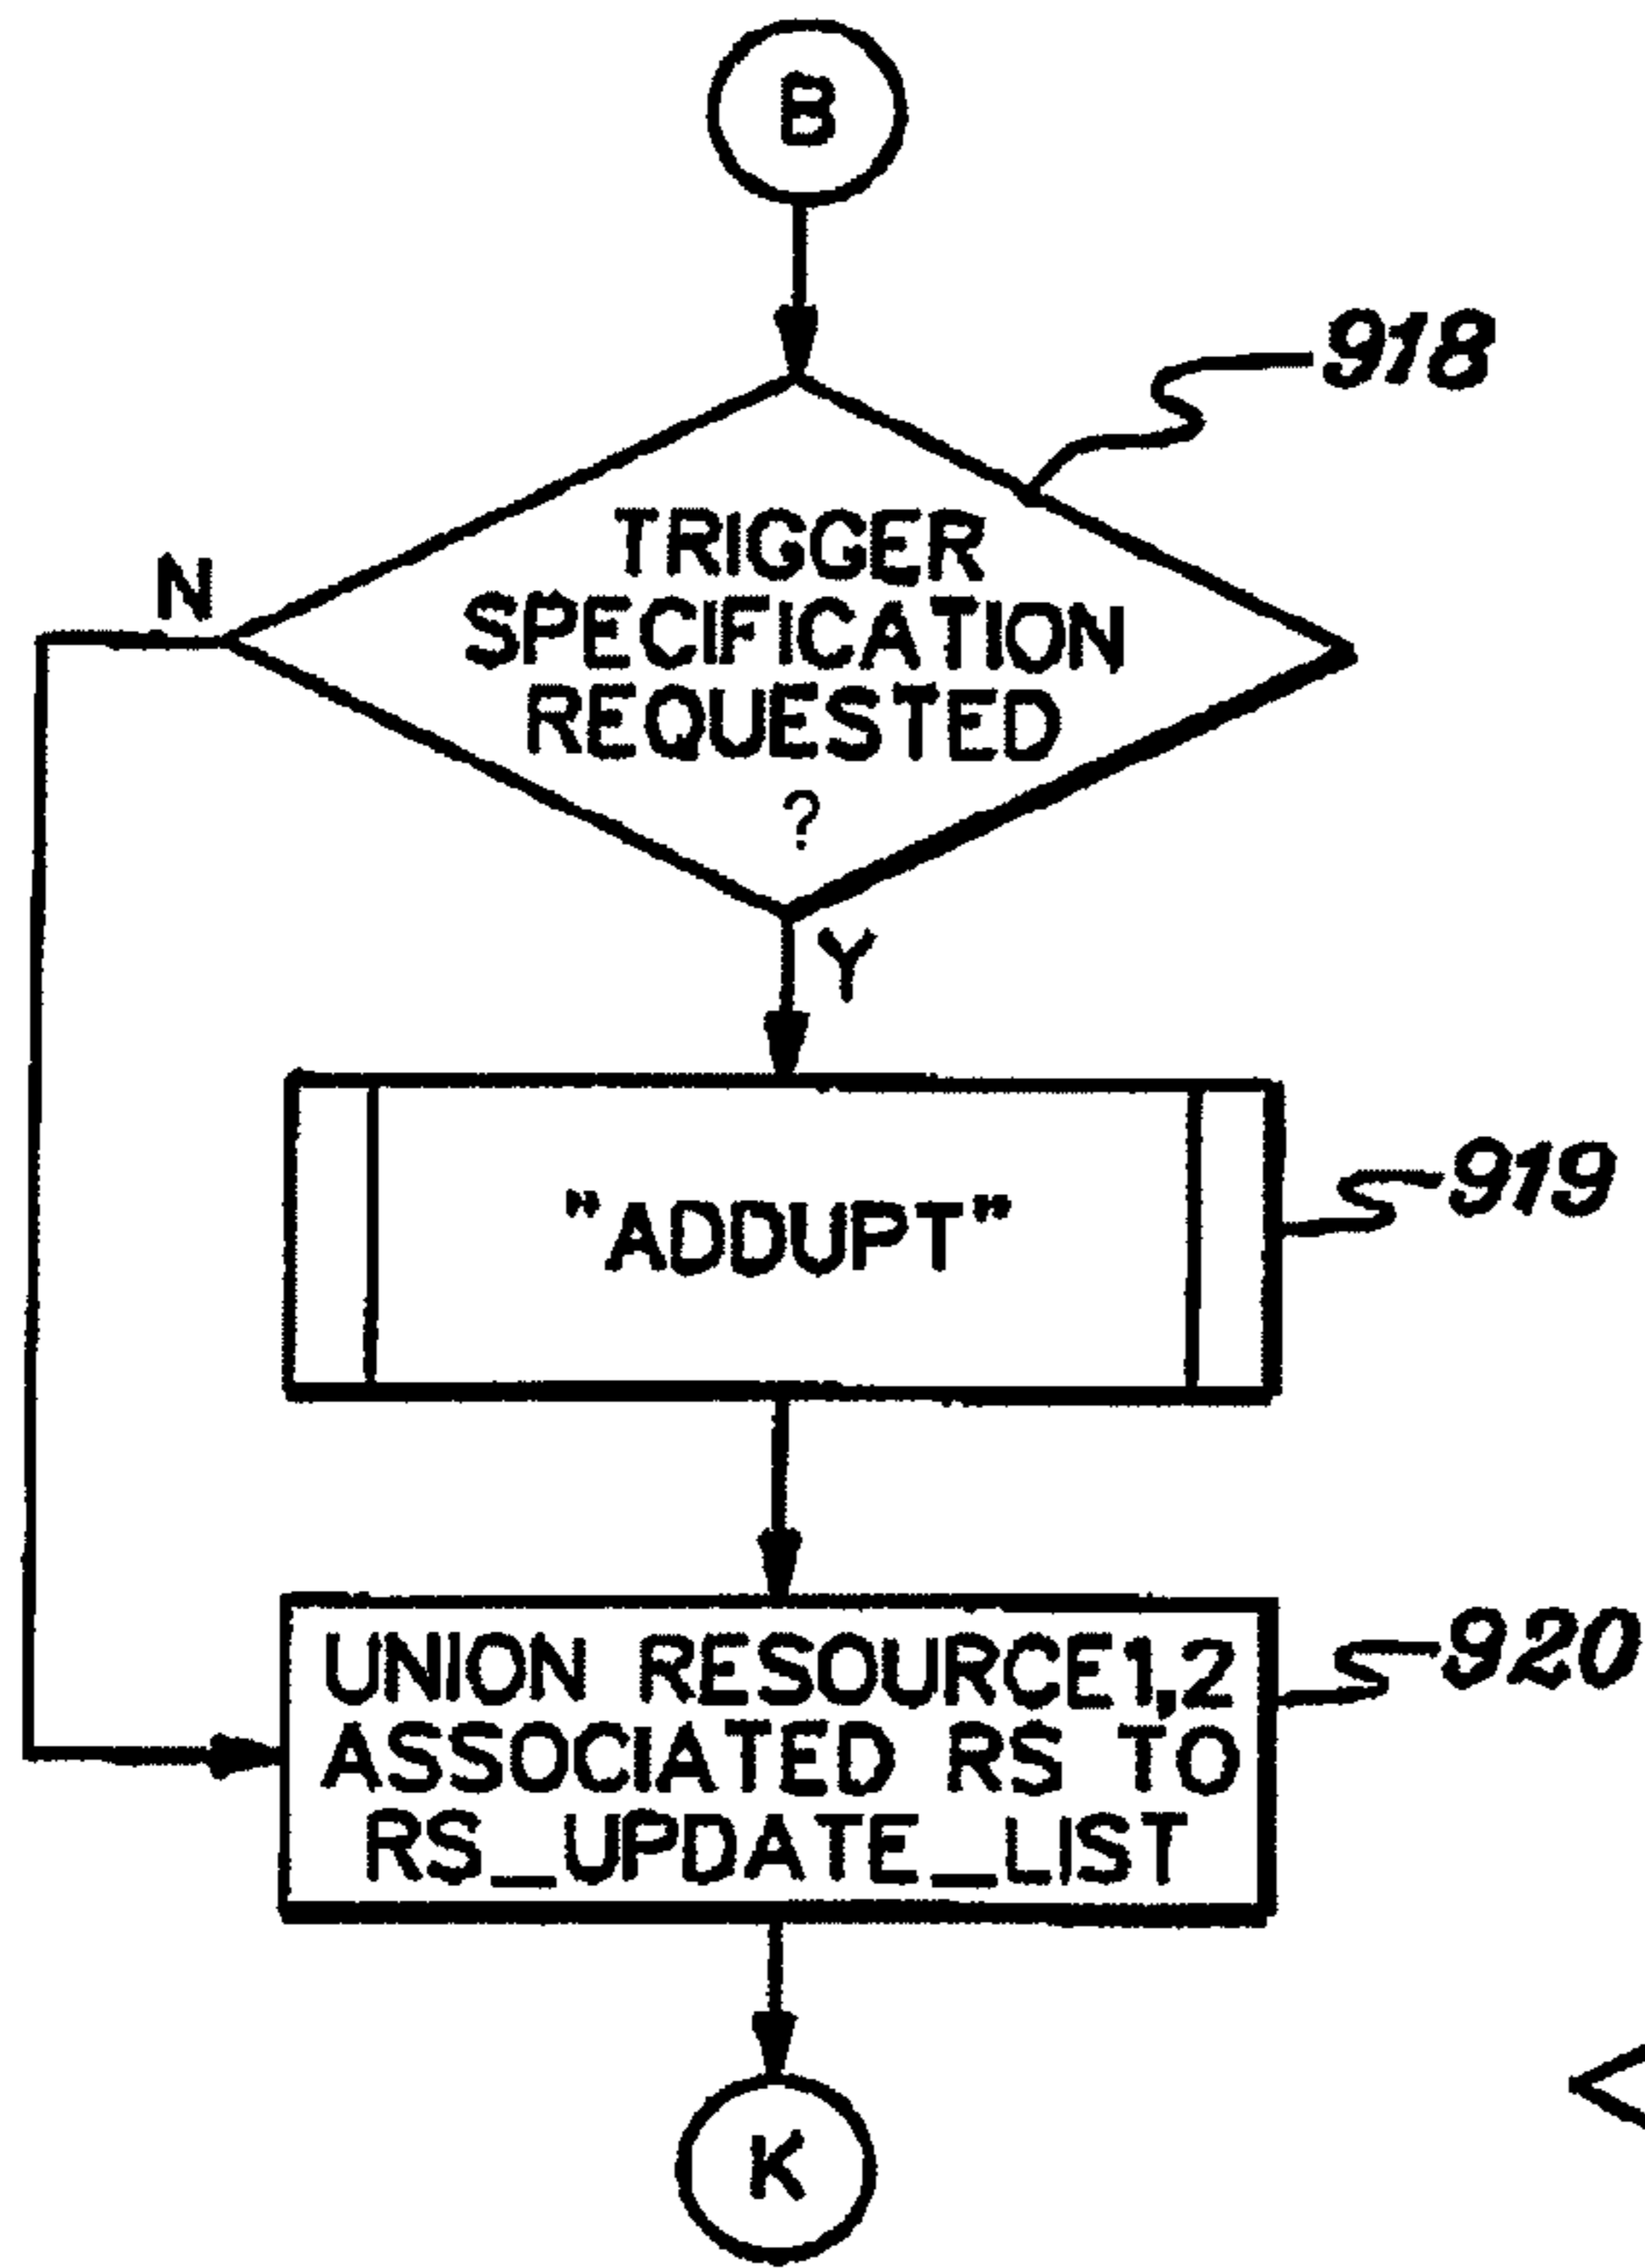 B
918
TRIGGER
SPECIFICATION
REQUESTED
?
N
Y
"ADDUPT"
919
UNION RESOURCE1,2
ASSOCIATED RS TO
RS_UPDATE_LIST
920
K